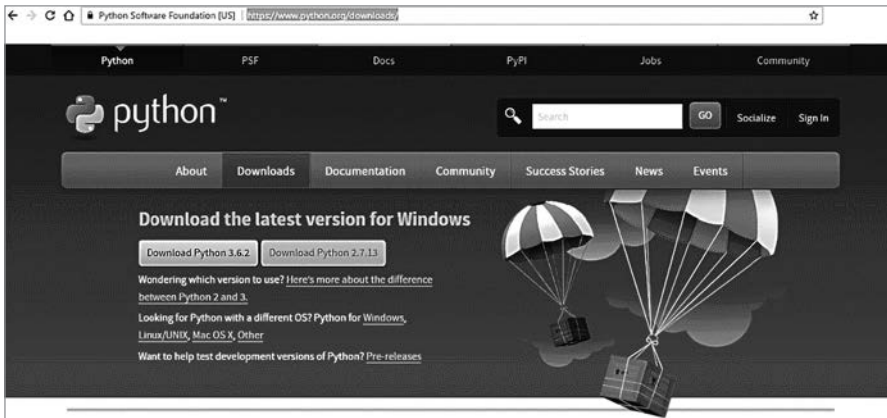 Python Software Foundation [US] https://www.python.org/downloads/
Python PSF Docs PyPI Jobs Community
python™
Search GO Socialize Sign In
About Downloads Documentation Community Success Stories News Events
Download the latest version for Windows
Download Python 3.6.2 Download Python 2.7.13
Wondering which version to use? Here's more about the difference
between Python 2 and 3.
Looking for Python with a different OS? Python for Windows,
Linux/UNIX, Mac OS X, Other
Want to help test development versions of Python? Pre-releases